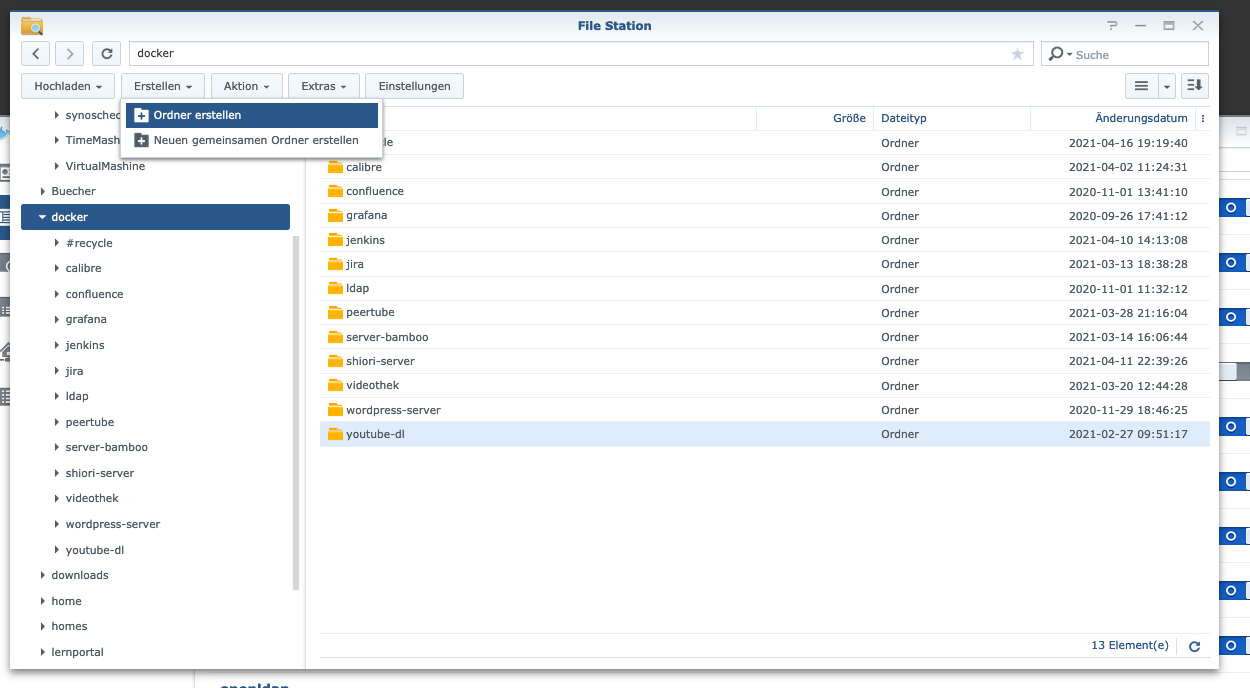 File Station
docker
Suche
Hochladen
Erstellen
Aktion
Extras
Einstellungen
Ordner erstellen
Neuen gemeinsamen Ordner erstellen
TimeMash
VirtualMashine
Buecher
docker
#recycle
calibre
confluence
grafana
jenkins
jira
ldap
peertube
server-bamboo
shiori-server
videothek
wordpress-server
youtube-dl
downloads
home
homes
lernportal
Größe Dateityp Änderungsdatum
Ordner 2021-04-16 19:19:40
calibre Ordner 2021-04-02 11:24:31
confluence Ordner 2020-11-01 13:41:10
grafana Ordner 2020-09-26 17:41:12
jenkins Ordner 2021-04-10 14:13:08
jira Ordner 2021-03-13 18:38:28
ldap Ordner 2020-11-01 11:32:12
peertube Ordner 2021-03-28 21:16:04
server-bamboo Ordner 2021-03-14 16:06:44
shiori-server Ordner 2021-04-11 22:39:26
videothek Ordner 2021-03-20 12:44:28
wordpress-server Ordner 2020-11-29 18:46:25
youtube-dl Ordner 2021-02-27 09:51:17
13 Element(e)